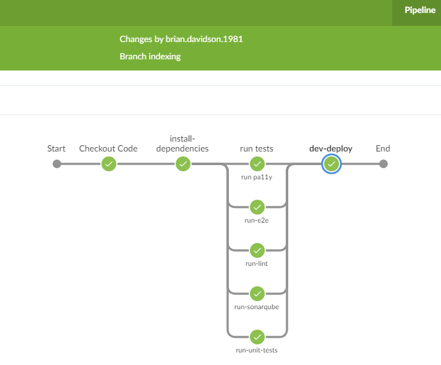 Pipeline
Changes by brian.davidson.1981
Branch indexing
Start
Checkout Code
install-
dependencies
run tests
dev-deploy
End
run pa11y
run-e2e
run-lint
run-sonarqube
run-unit-tests